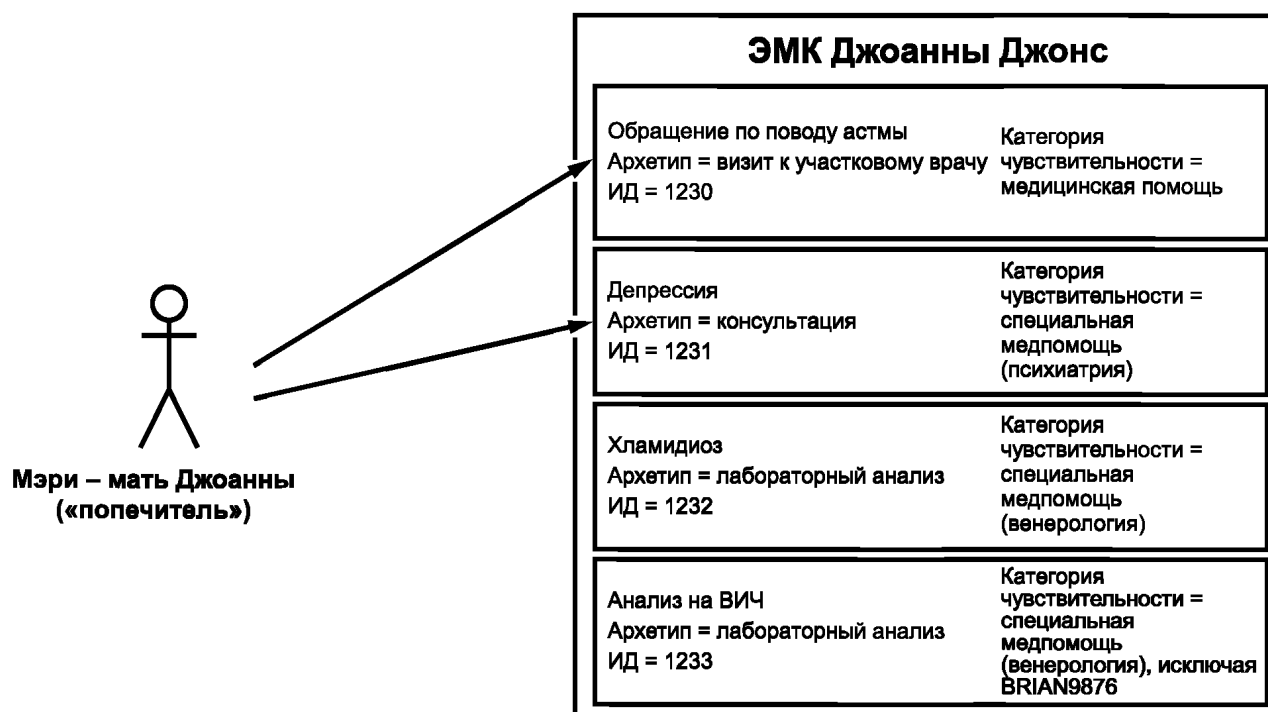 ЭМК Джоанны Джонс
Обращение по поводу астмы
Архетип = визит к участковому врачу
ИД = 1230
Категория
чувствительности =
медицинская помощь
Депрессия
Архетип = консультация
ИД = 1231
Категория
чувствительности =
специальная
медпомощь
(психиатрия)
Хламидиоз
Архетип = лабораторный анализ
ИД = 1232
Категория
чувствительности =
специальная
медпомощь
(венерология)
Анализ на ВИЧ
Архетип = лабораторный анализ
ИД = 1233
Категория
чувствительности =
специальная
медпомощь
(венерология), исключая
BRIAN9876
Мэри – мать Джоанны
(«попечитель»)